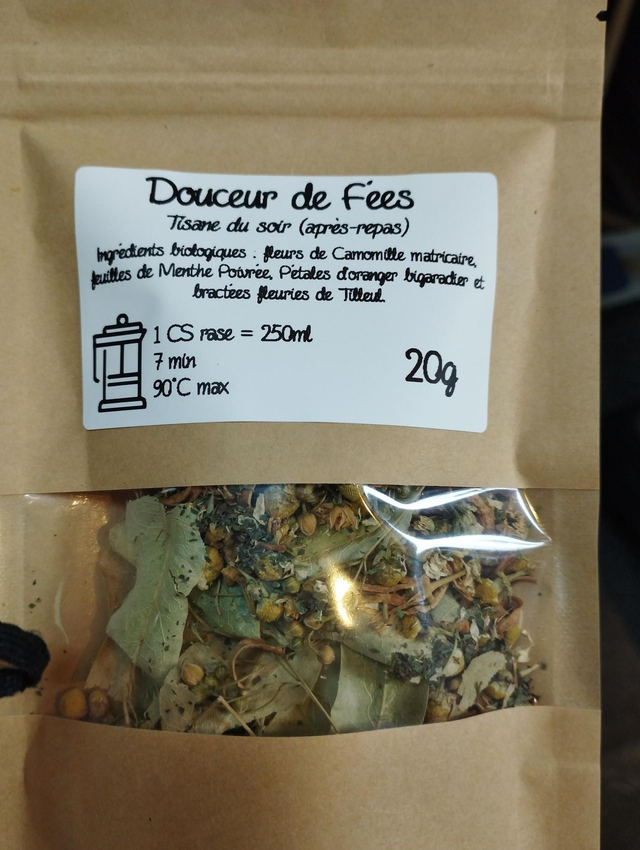 Douceur de Fées
Tisane du soir (après-repas)
Ingrédients biologiques : fleurs de Camomille matricaire,
feuilles de Menthe Poivrée, Pétales d'oranger bigaradier et
bractées fleuries de Tilleul.
1 CS rase = 250ml
7 min
90°C max
20g